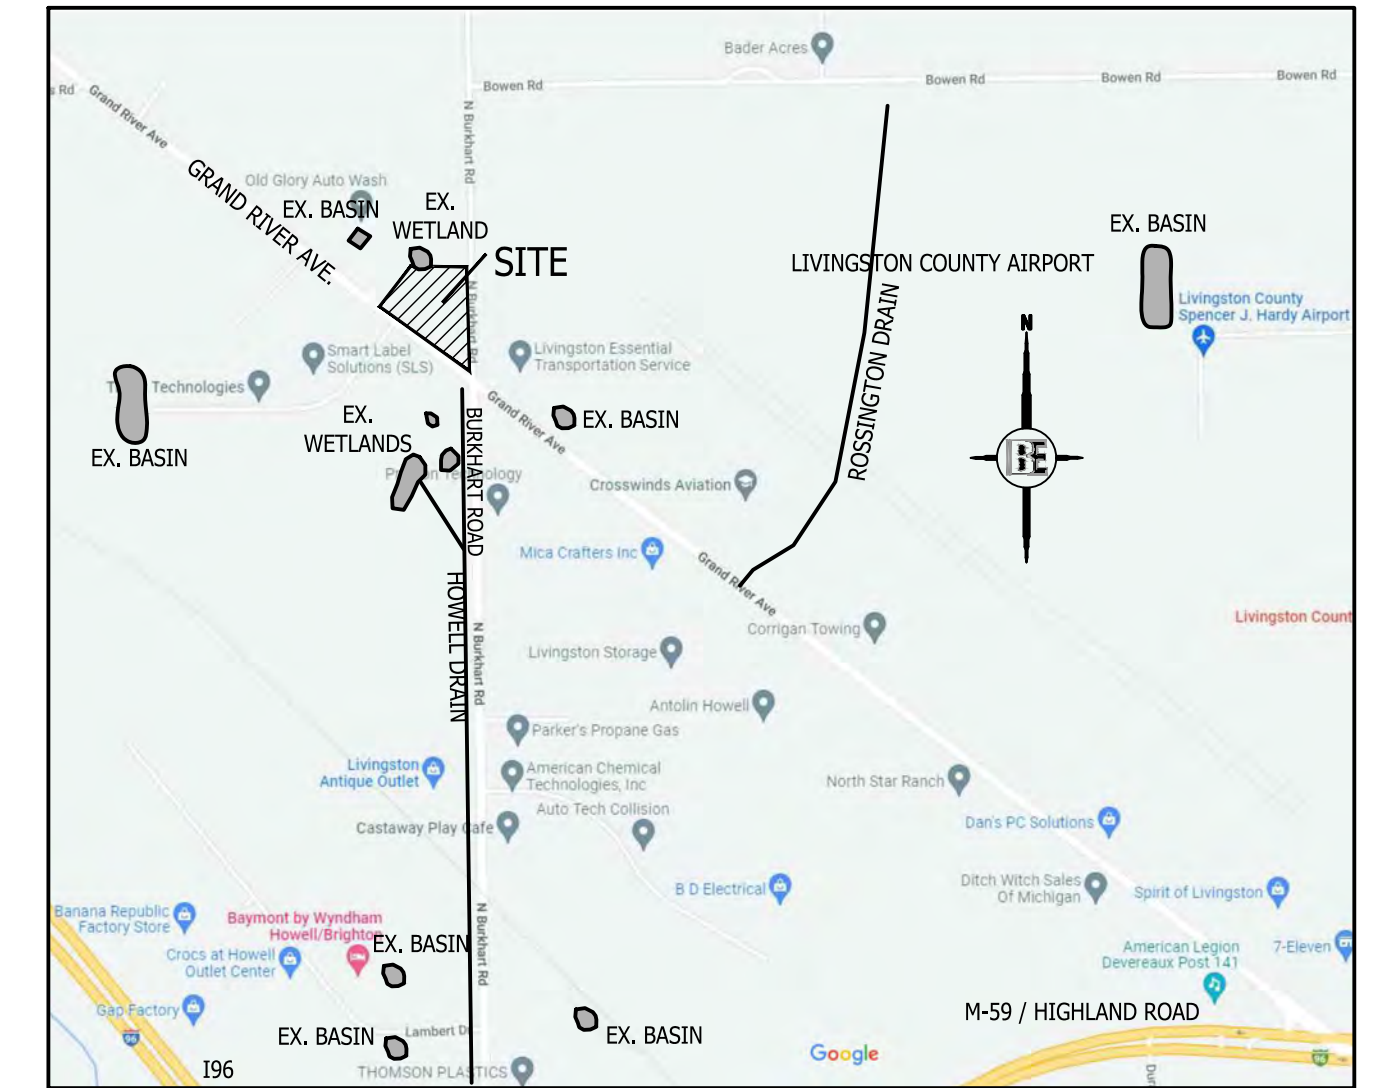 Bader Acres
Bowen Rd
Bowen Rd
Bowen Rd
Bowen Rd
Rd
Grand River Ave
N Burkhart Rd
GRAND RIVER AVE.
Old Glory Auto Wash
EX. BASIN
EX.
WETLAND
SITE
N Burkhart Rd
EX. BASIN
LIVINGSTON COUNTY AIRPORT
Livingston County
Spencer J. Hardy Airport
ROSSINGTON DRAIN
N
BE
Smart Label
Solutions (SLS)
Livingston Essential
Transportation Service
Technologies
EX. BASIN
EX.
WETLANDS
BURKHART ROAD
Grand River Ave
EX. BASIN
Technology
Crosswinds Aviation
Mica Crafters Inc
Grand River Ave
HOWELL DRAIN
Corrigan Towing
Livingston Count
Livingston Storage
N Burkhart Rd
Antolin Howell
Parker's Propane Gas
Livingston
Antique Outlet
American Chemical
Technologies, Inc
North Star Ranch
Auto Tech Collision
Castaway Play Cafe
Dan's PC Solutions
B D Electrical
Ditch Witch Sales
Of Michigan
Spirit of Livingston
Banana Republic
Factory Store
Baymont by Wyndham
Howell/Brighton
N Burkhart Rd
EX. BASIN
Crocs at Howell
Outlet Center
American Legion
Devereaux Post 141
7-Eleven
Gap Factory
M-59 / HIGHLAND ROAD
EX. BASIN
Lambert D
EX. BASIN
96
I96
THOMSON PLASTICS
Google
59